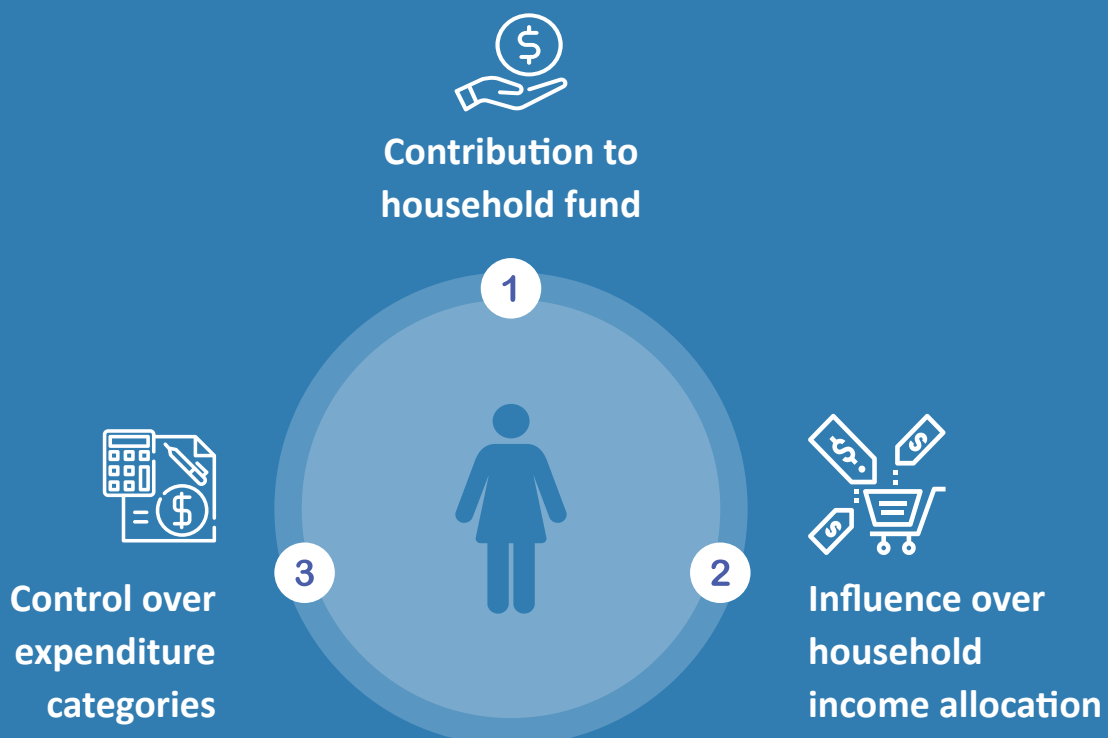 Contribution to
household fund
1
2
Influence over
household
income allocation
3
Control over
expenditure
categories